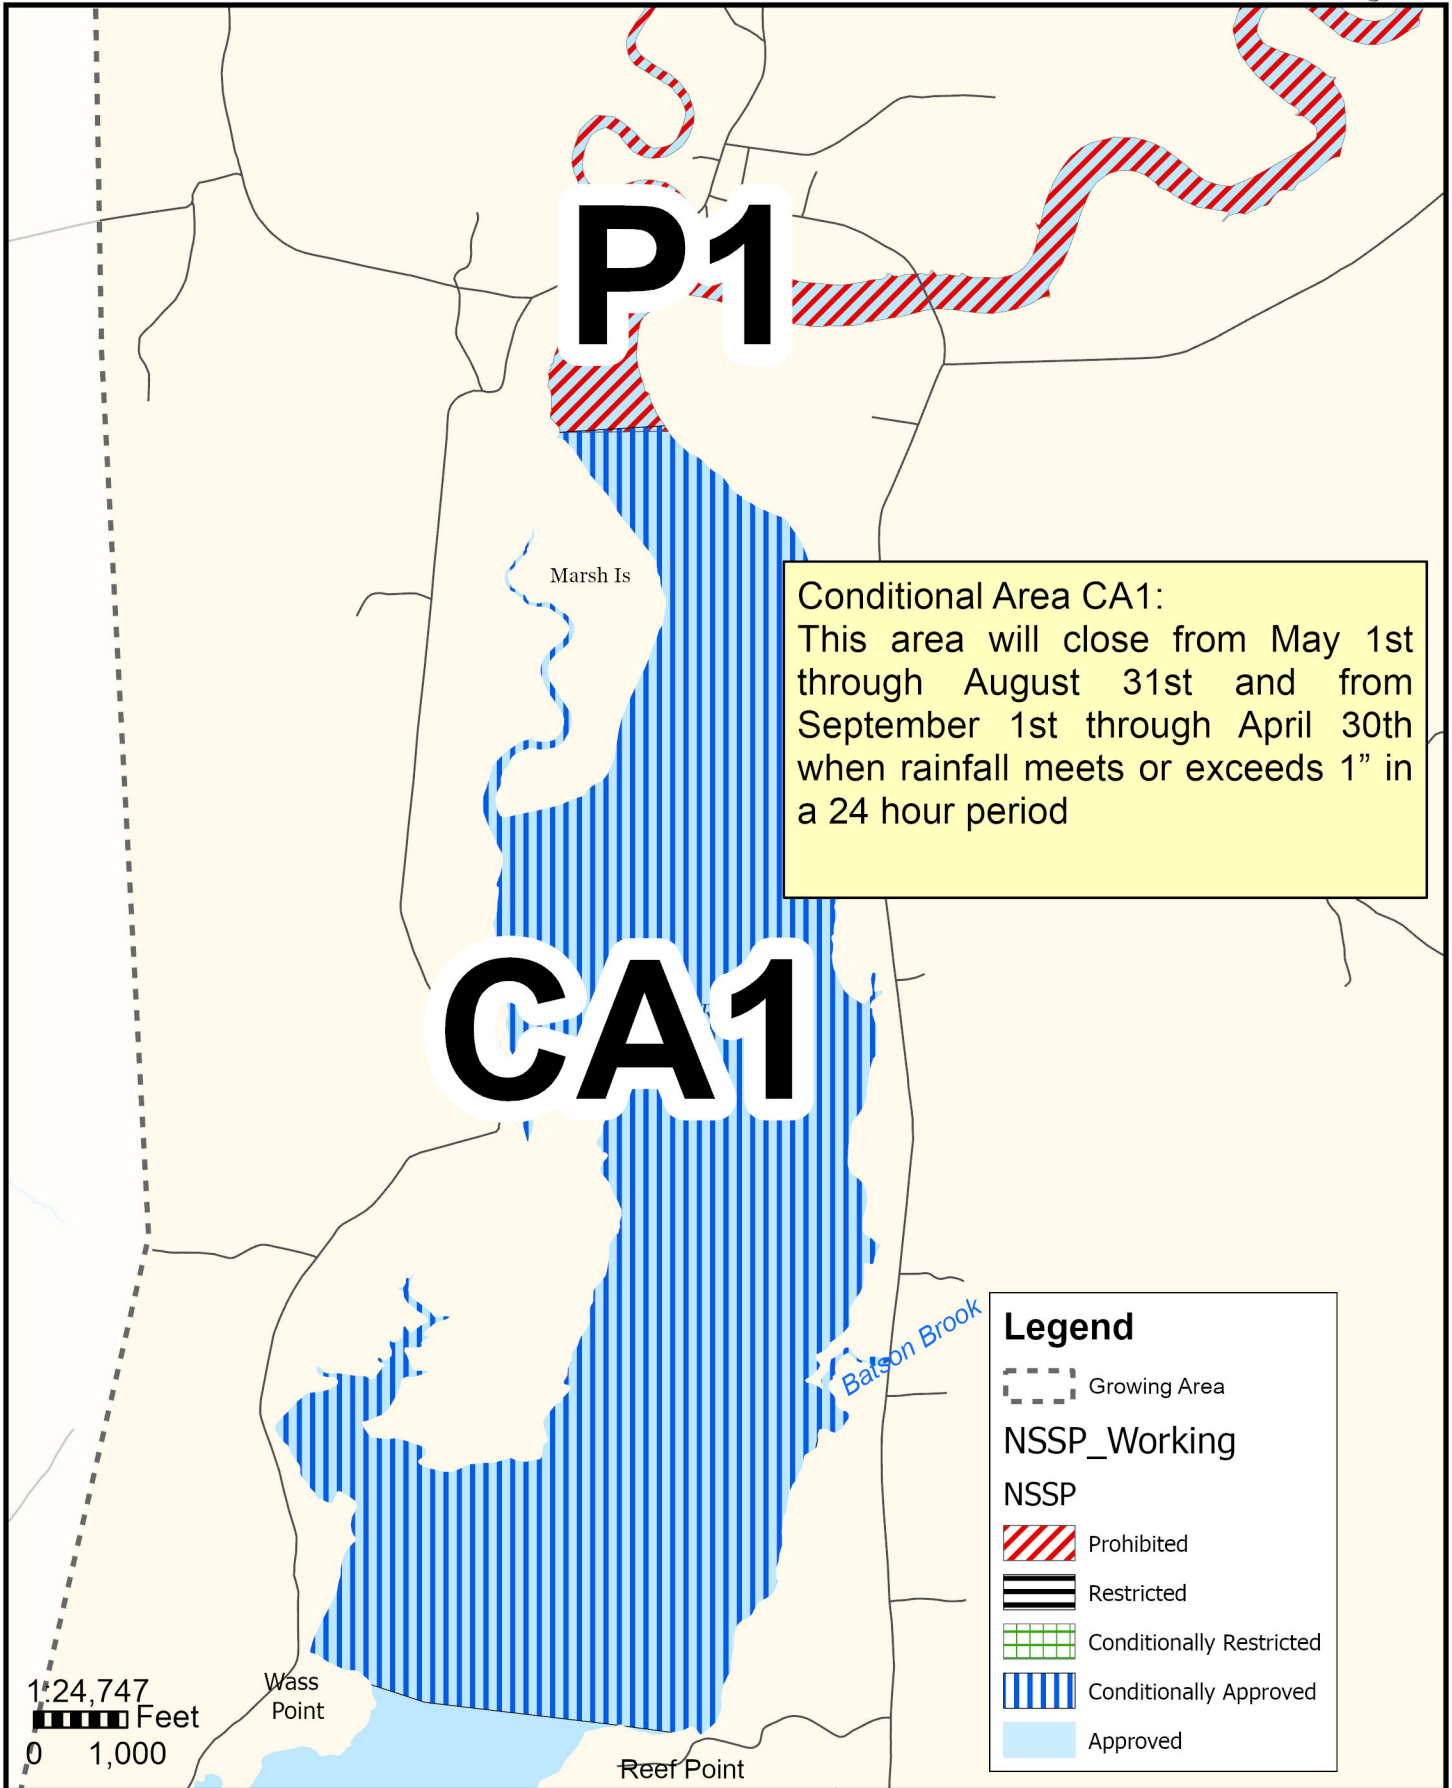 P1
Marsh Is
Conditional Area CA1:
This area will close from May 1st
through August 31st and from
September 1st through April 30th
when rainfall meets or exceeds 1” in
a 24 hour period
CA1
Batson Brook
Legend
Growing Area
NSSP_Working
NSSP
Prohibited
Restricted
Conditionally Restricted
Conditionally Approved
Approved
Wass
Point
1:24,747
Feet
0 1,000
Reef Point